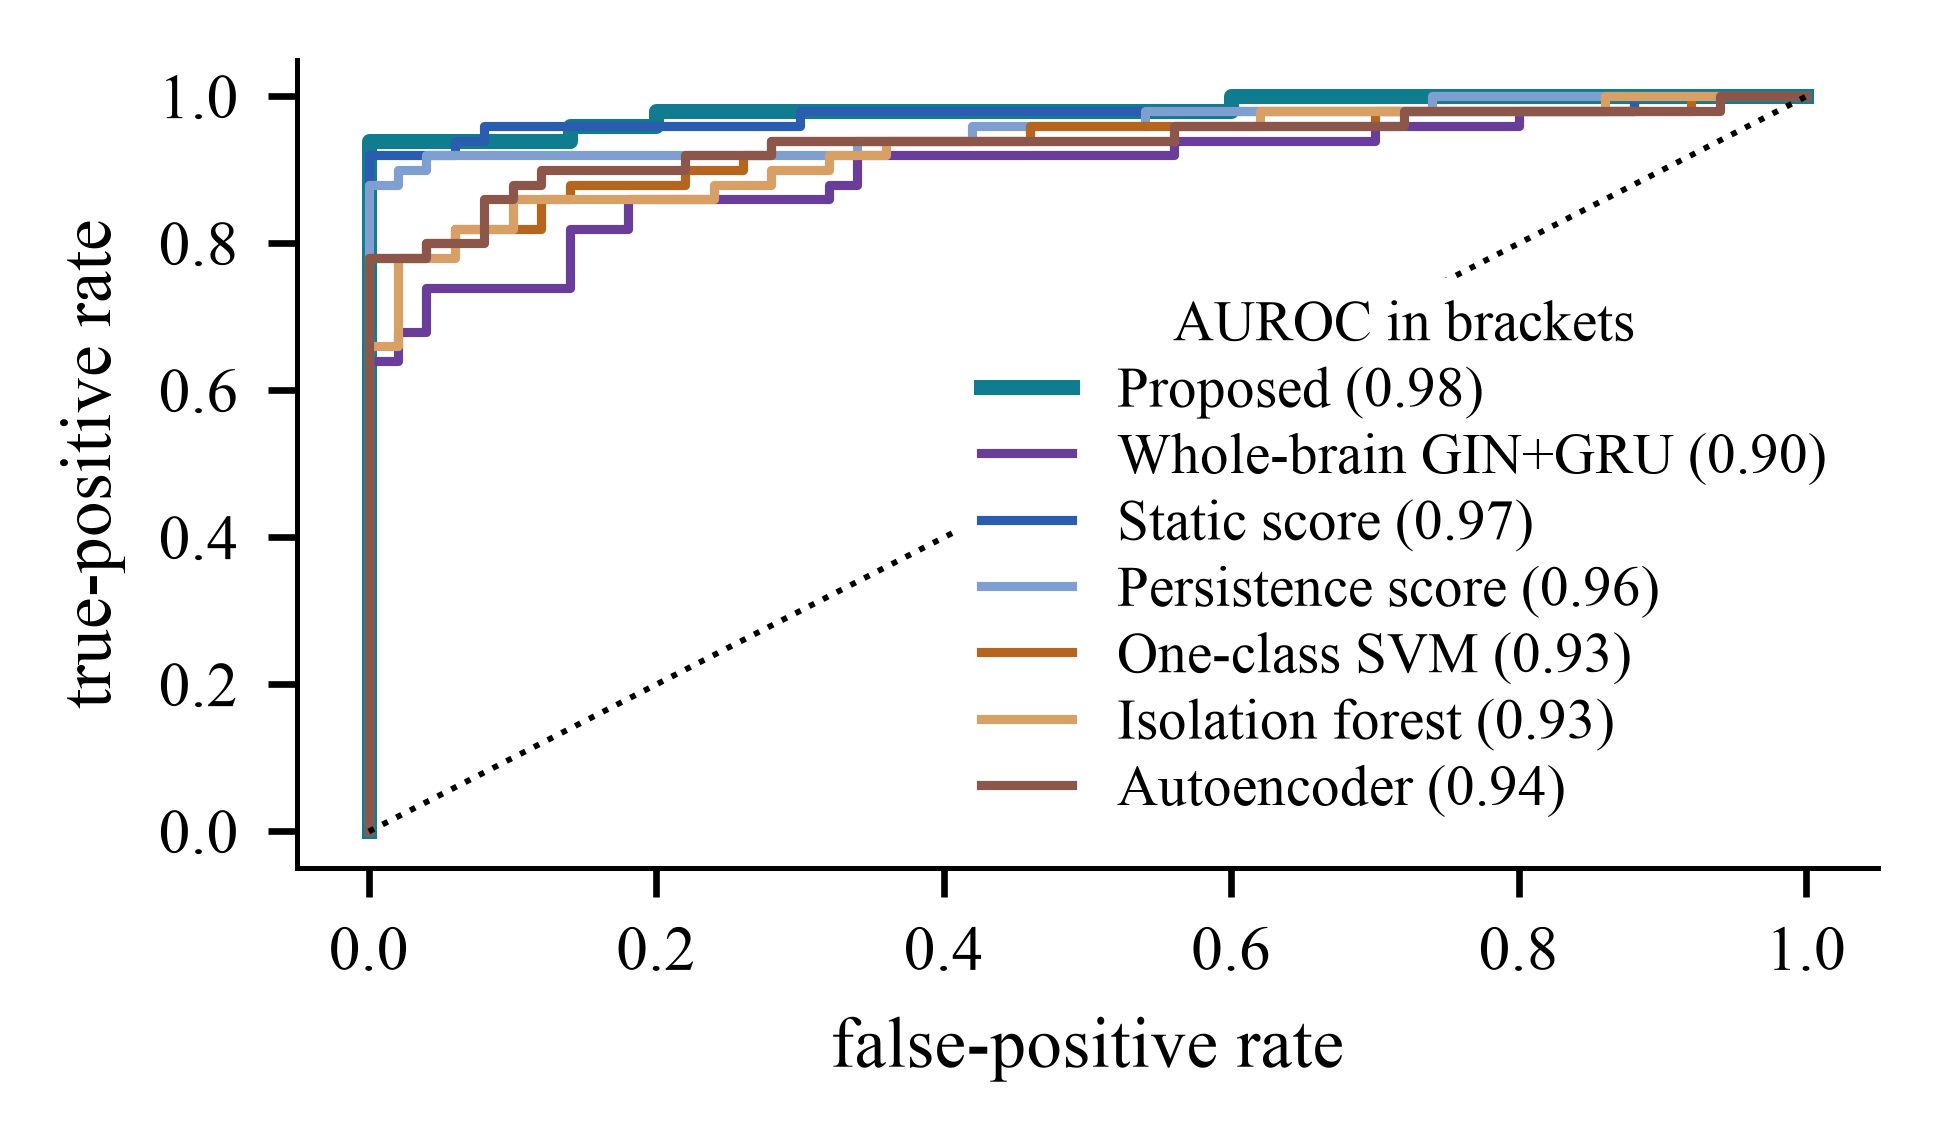 1.0
0.8
0.6
0.4
0.2
0.0
true-positive rate
AUROC in brackets
Proposed (0.98)
Whole-brain GIN+GRU (0.90)
Static score (0.97)
Persistence score (0.96)
One-class SVM (0.93)
Isolation forest (0.93)
Autoencoder (0.94)
0.0 0.2 0.4 0.6 0.8 1.0
false-positive rate